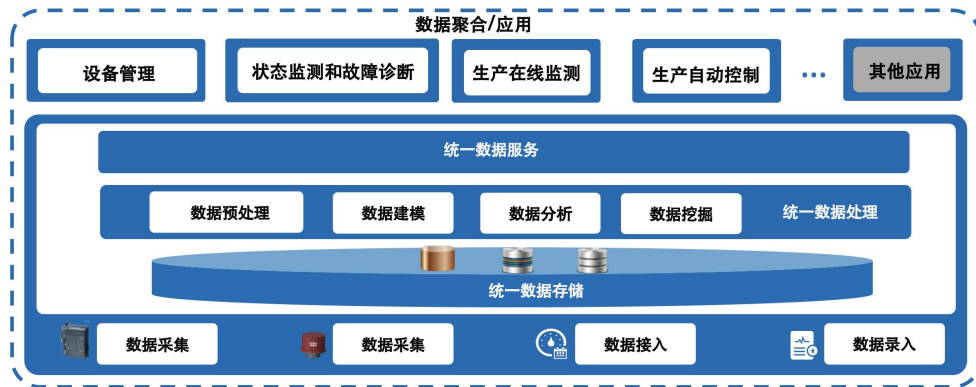 数据聚合/应用
设备管理
状态监测和故障诊断
生产在线监测
生产自动控制
...
其他应用
统一数据服务
数据预处理
数据建模
数据分析
数据挖掘
统一数据处理
统一数据存储
数据采集
数据采集
数据接入
数据录入